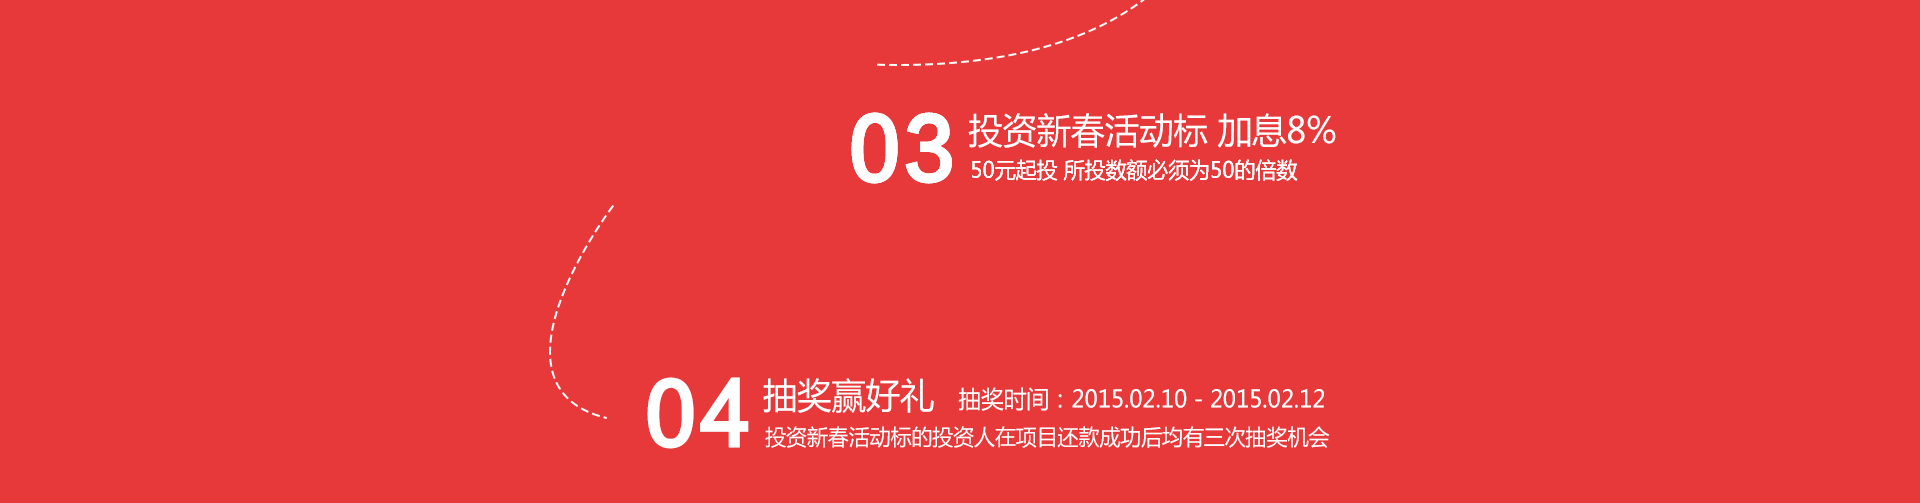 03 投资新春活动标 加息8%
50元起投 所投数额必须为50的倍数
04 抽奖赢好礼 抽奖时间：2015.02.10 - 2015.02.12
投资新春活动标的投资人在项目还款成功后均有三次抽奖机会